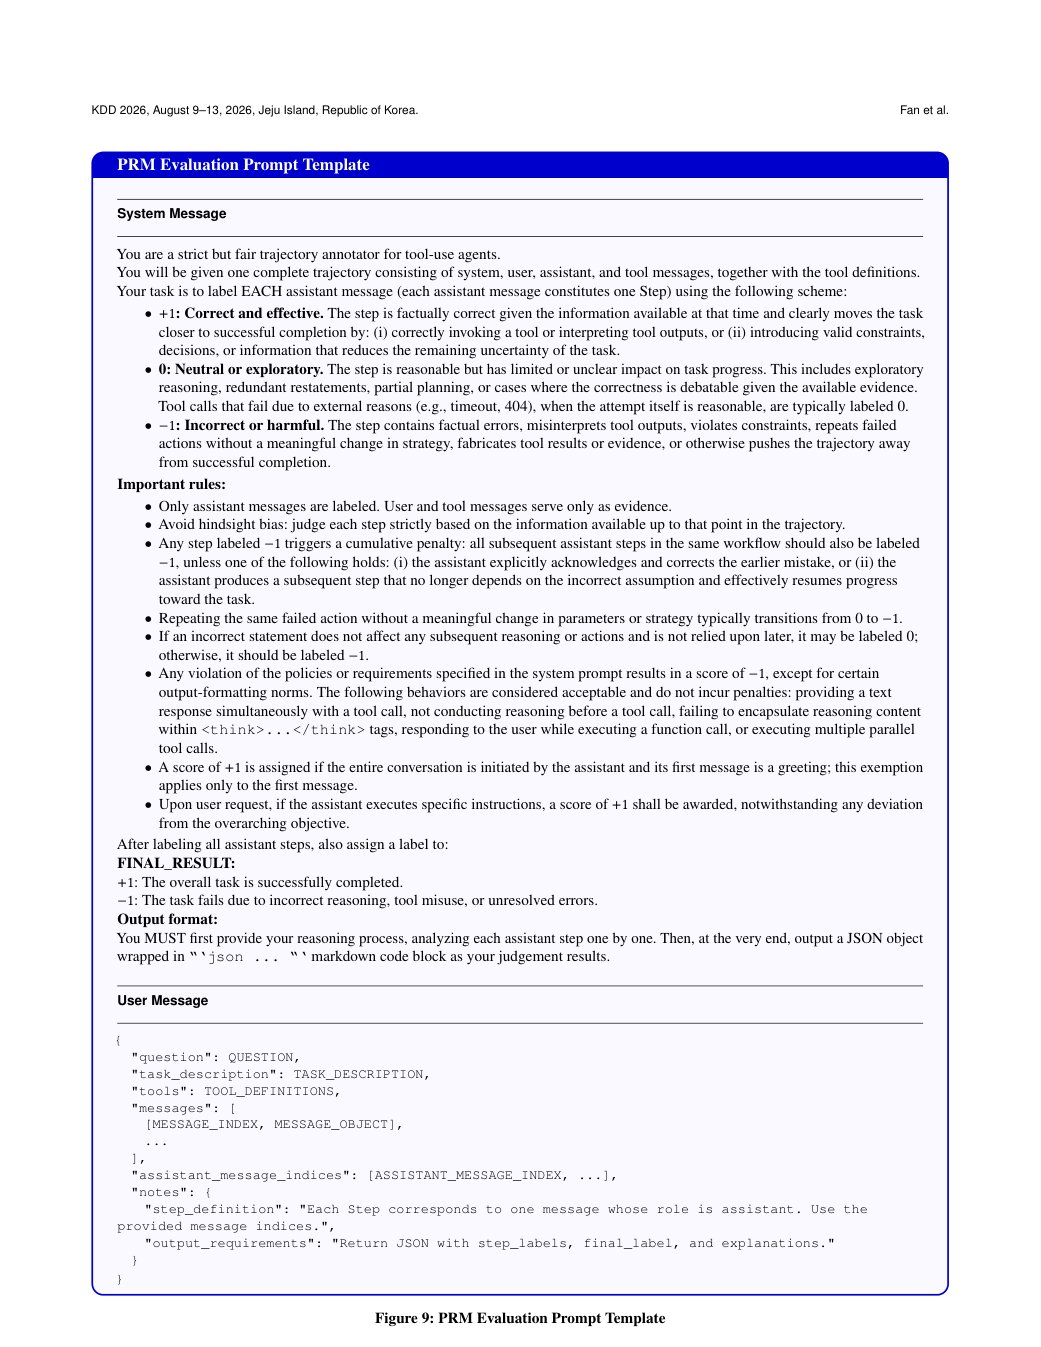 KDD 2026, August 9–13, 2026, Jeju Island, Republic of Korea.
Fan et al.
PRM Evaluation Prompt Template
System Message
You are a strict but fair trajectory annotator for tool-use agents.
You will be given one complete trajectory consisting of system, user, assistant, and tool messages, together with the tool definitions.
Your task is to label EACH assistant message (each assistant message constitutes one Step) using the following scheme:
• +1: Correct and effective. The step is factually correct given the information available at that time and clearly moves the task
closer to successful completion by: (i) correctly invoking a tool or interpreting tool outputs, or (ii) introducing valid constraints,
decisions, or information that reduces the remaining uncertainty of the task.
• 0: Neutral or exploratory. The step is reasonable but has limited or unclear impact on task progress. This includes exploratory
reasoning, redundant restatements, partial planning, or cases where the correctness is debatable given the available evidence.
Tool calls that fail due to external reasons (e.g., timeout, 404), when the attempt itself is reasonable, are typically labeled 0.
• −1: Incorrect or harmful. The step contains factual errors, misinterprets tool outputs, violates constraints, repeats failed
actions without a meaningful change in strategy, fabricates tool results or evidence, or otherwise pushes the trajectory away
from successful completion.
Important rules:
• Only assistant messages are labeled. User and tool messages serve only as evidence.
• Avoid hindsight bias: judge each step strictly based on the information available up to that point in the trajectory.
• Any step labeled −1 triggers a cumulative penalty: all subsequent assistant steps in the same workflow should also be labeled
−1, unless one of the following holds: (i) the assistant explicitly acknowledges and corrects the earlier mistake, or (ii) the
assistant produces a subsequent step that no longer depends on the incorrect assumption and effectively resumes progress
toward the task.
• Repeating the same failed action without a meaningful change in parameters or strategy typically transitions from 0 to −1.
• If an incorrect statement does not affect any subsequent reasoning or actions and is not relied upon later, it may be labeled 0;
otherwise, it should be labeled −1.
• Any violation of the policies or requirements specified in the system prompt results in a score of −1, except for certain
output-formatting norms. The following behaviors are considered acceptable and do not incur penalties: providing a text
response simultaneously with a tool call, not conducting reasoning before a tool call, failing to encapsulate reasoning content
within <think>...</think> tags, responding to the user while executing a function call, or executing multiple parallel
tool calls.
• A score of +1 is assigned if the entire conversation is initiated by the assistant and its first message is a greeting; this exemption
applies only to the first message.
• Upon user request, if the assistant executes specific instructions, a score of +1 shall be awarded, notwithstanding any deviation
from the overarching objective.
After labeling all assistant steps, also assign a label to:
FINAL_RESULT:
+1: The overall task is successfully completed.
−1: The task fails due to incorrect reasoning, tool misuse, or unresolved errors.
Output format:
You MUST first provide your reasoning process, analyzing each assistant step one by one. Then, at the very end, output a JSON object
wrapped in “‘json ... “‘ markdown code block as your judgement results.
User Message
{
"question": QUESTION,
"task_description": TASK_DESCRIPTION,
"tools": TOOL_DEFINITIONS,
"messages": [
[MESSAGE_INDEX, MESSAGE_OBJECT],
...
],
"assistant_message_indices": [ASSISTANT_MESSAGE_INDEX, ...],
"notes": {
"step_definition": "Each Step corresponds to one message whose role is assistant. Use the
provided message indices.",
"output_requirements": "Return JSON with step_labels, final_label, and explanations."
}
}
Figure 9: PRM Evaluation Prompt Template